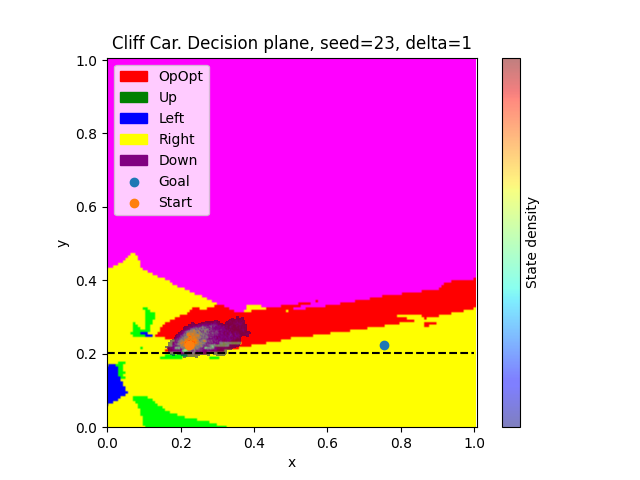 Cliff Car. Decision plane, seed=23, delta=1
1.0
0.8
0.6
0.4
0.2
0.0
y
OpOpt
Up
Left
Right
Down
Goal
Start
0.0 0.2 0.4 0.6 0.8 1.0
x
State density